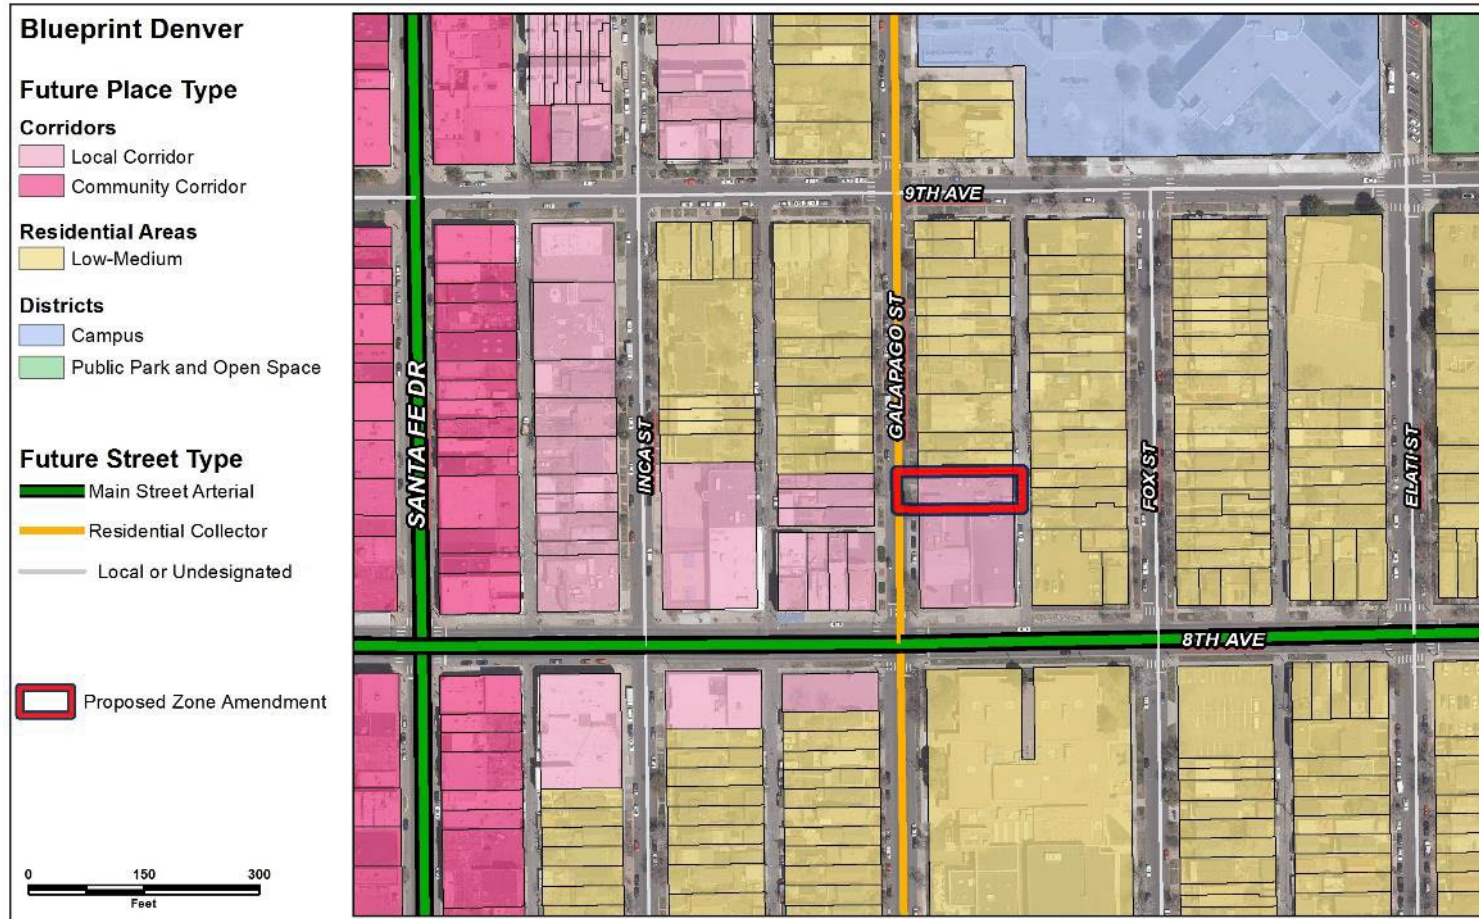 Blueprint Denver
Future Place Type
Corridors
Local Corridor
Community Corridor
Residential Areas
Low-Medium
Districts
Campus
Public Park and Open Space
Future Street Type
Main Street Arterial
Residential Collector
Local or Undesignated
Proposed Zone Amendment
0 150 300
Feet
9TH AVE
SANTA FE DR
INCA ST
GALAPAGO ST
FOX ST
ELATI ST
8TH AVE